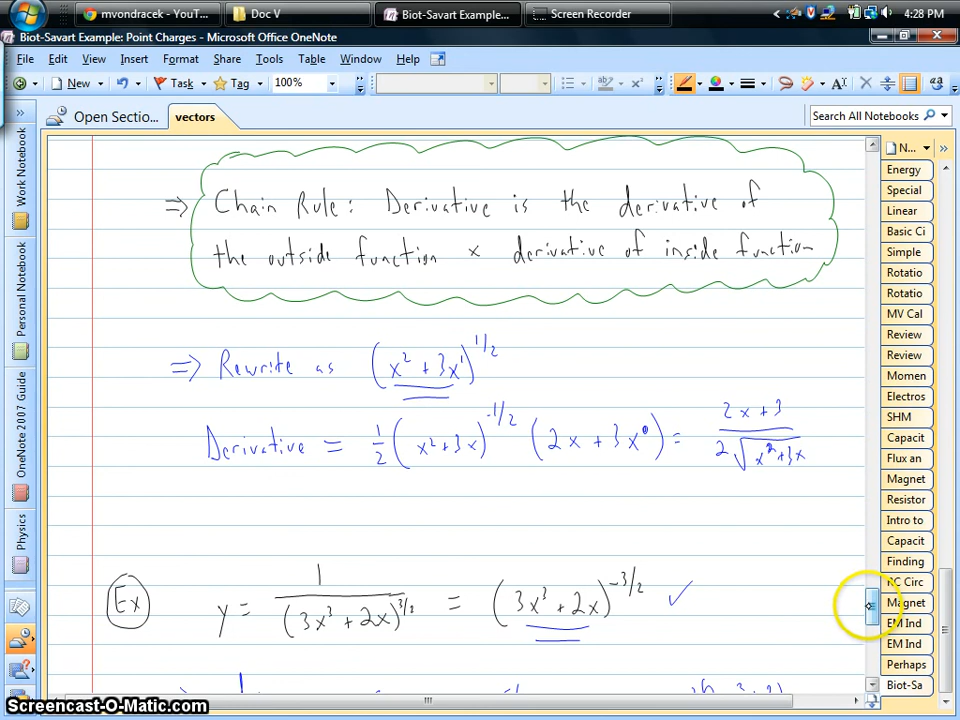 mvondracek - YouT...
Doc V
Biot-Savart Example...
Screen Recorder
4:28 PM
Biot-Savart Example: Point Charges - Microsoft Office OneNote
File Edit View Insert Format Share Tools Table Window Help
New Task Tag 100%
Open Sectio... vectors
Search All Notebooks
Work Notebook
Personal Notebook
OneNote 2007 Guide
Physics
⇒ Chain Rule: Derivative is the derivative of
the outside function × derivative of inside function
⇒ Rewrite as (x² + 3x¹)^1/2
Derivative = 1/2 (x² + 3x)^-1/2 (2x + 3x⁰) = (2x + 3)/(2√(x² + 3x))
Ex y = 1/(3x³ + 2x)^3/2 = (3x³ + 2x)^-3/2 ✓
N...
Energy
Special
Linear
Basic Ci
Simple
Rotatio
Rotatio
MV Cal
Review
Review
Momen
Electros
SHM
Capacit
Flux an
Magnet
Resistor
Intro to
Capacit
Finding
RC Circ
Magnet
EM Ind
EM Ind
Perhaps
Biot-Sa
Screencast-O-Matic.com